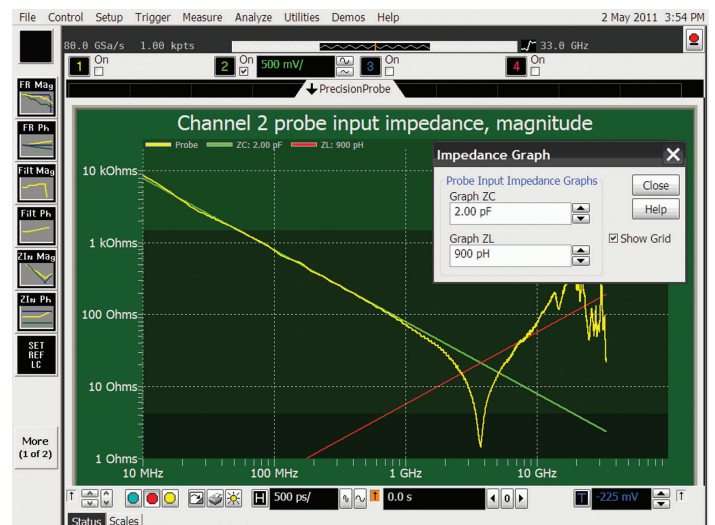 File Control Setup Trigger Measure Analyze Utilities Demos Help 2 May 2011 3:54 PM
80.0 GSa/s 1.00 kpts 33.0 GHz
1 On 2 On 500 mV/ 3 On 4 On
PrecisionProbe
FR Mag
FR Ph
Filt Mag
Filt Ph
ZIN Mag
ZIN Ph
SET
REF
LC
More
(1 of 2)
Channel 2 probe input impedance, magnitude
Probe ZC: 2.00 pF ZL: 900 pH
10 kOhms
1 kOhms
100 Ohms
10 Ohms
1 Ohms
10 MHz 100 MHz 1 GHz 10 GHz
Impedance Graph X
Probe Input Impedance Graphs
Graph ZC
2.00 pF
Graph ZL
900 pH
Close
Help
Show Grid
H 500 ps/ 0.0 s 0 T -225 mV
Status Scales